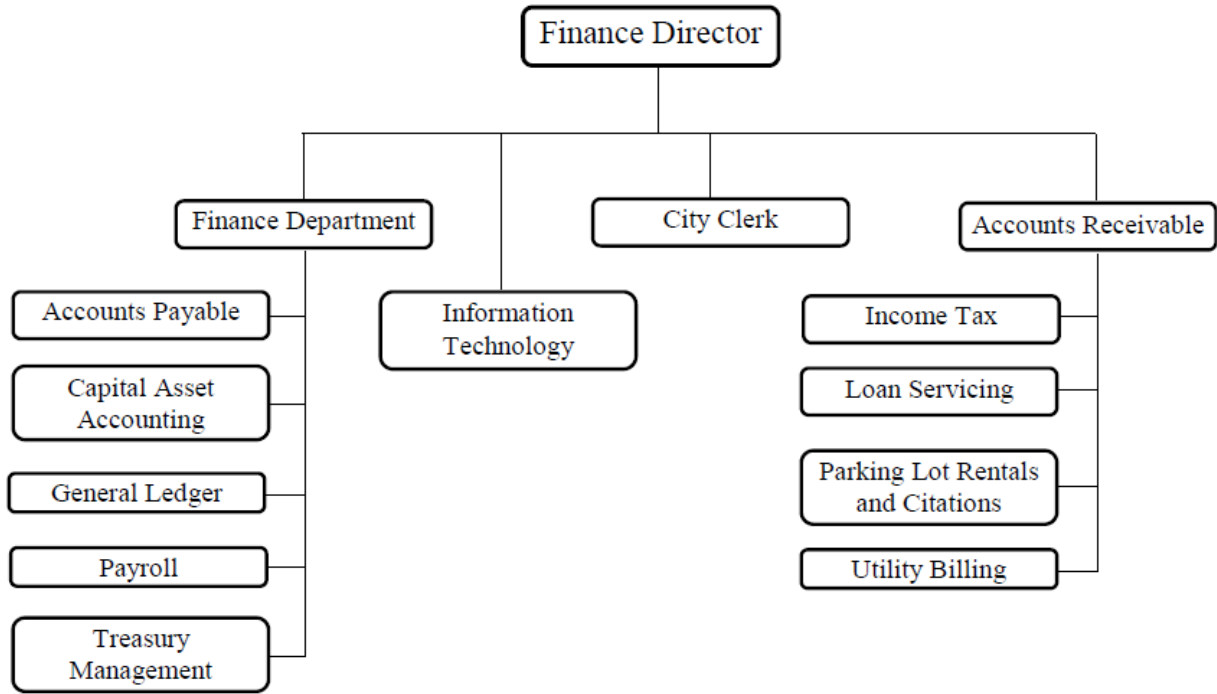 Finance Director
Finance Department
City Clerk
Accounts Receivable
Information
Technology
Accounts Payable
Capital Asset
Accounting
General Ledger
Payroll
Treasury
Management
Income Tax
Loan Servicing
Parking Lot Rentals
and Citations
Utility Billing